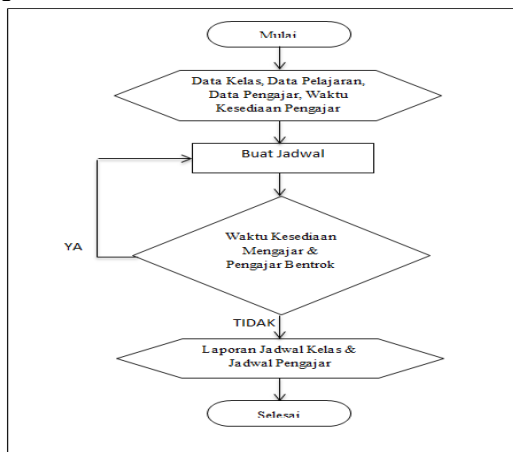 Mulai
Data Kelas, Data Pelajaran,
Data Pengajar, Waktu
Kesediaan Pengajar
Buat Jadwal
Waktu Kesediaan
Mengajar &
Pengajar Bentrok
YA
TIDAK
Laporan Jadwal Kelas &
Jadwal Pengajar
Selesai